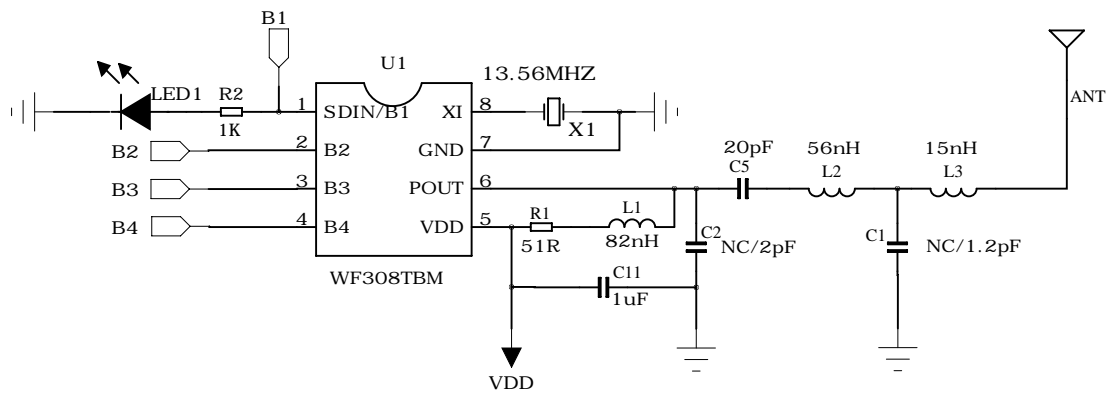 B1
U1
13.56MHZ
LED1
R2
1K
1
SDIN/B1
XI
8
X1
ANT
B2
2
B2
GND
7
20pF
C5
56nH
L2
15nH
L3
B3
3
B3
POUT
6
B4
4
B4
VDD
5
R1
51R
L1
82nH
C2
NC/2pF
C1
NC/1.2pF
WF308TBM
C11
1uF
VDD